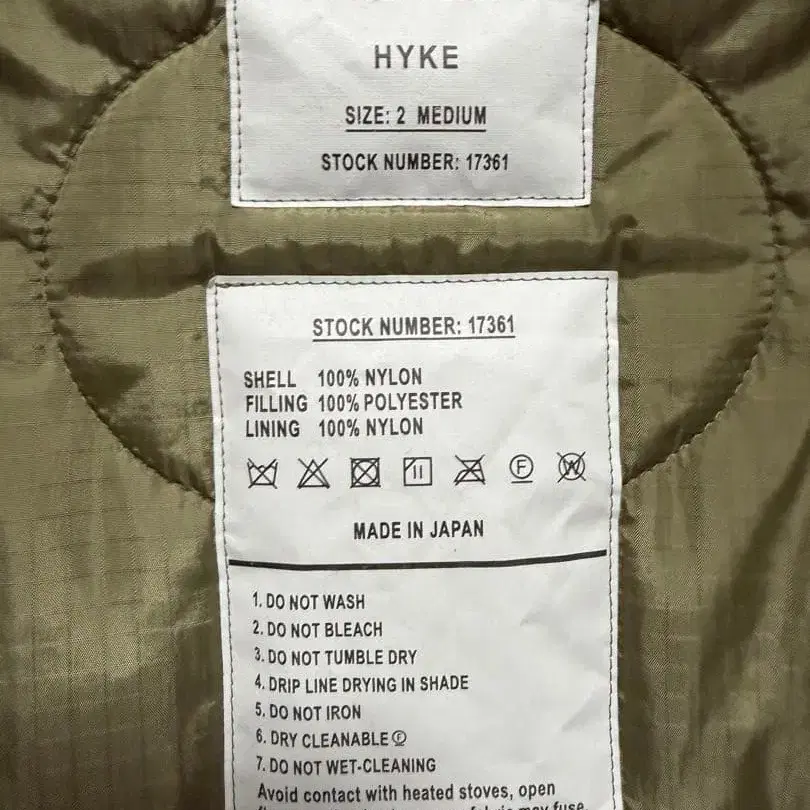 HYKE
SIZE: 2 MEDIUM
STOCK NUMBER: 17361
STOCK NUMBER: 17361
SHELL 100% NYLON
FILLING 100% POLYESTER
LINING 100% NYLON
F W
MADE IN JAPAN
1. DO NOT WASH
2. DO NOT BLEACH
3. DO NOT TUMBLE DRY
4. DRIP LINE DRYING IN SHADE
5. DO NOT IRON
6. DRY CLEANABLE Ⓕ
7. DO NOT WET-CLEANING
Avoid contact with heated stoves, open
may fuse